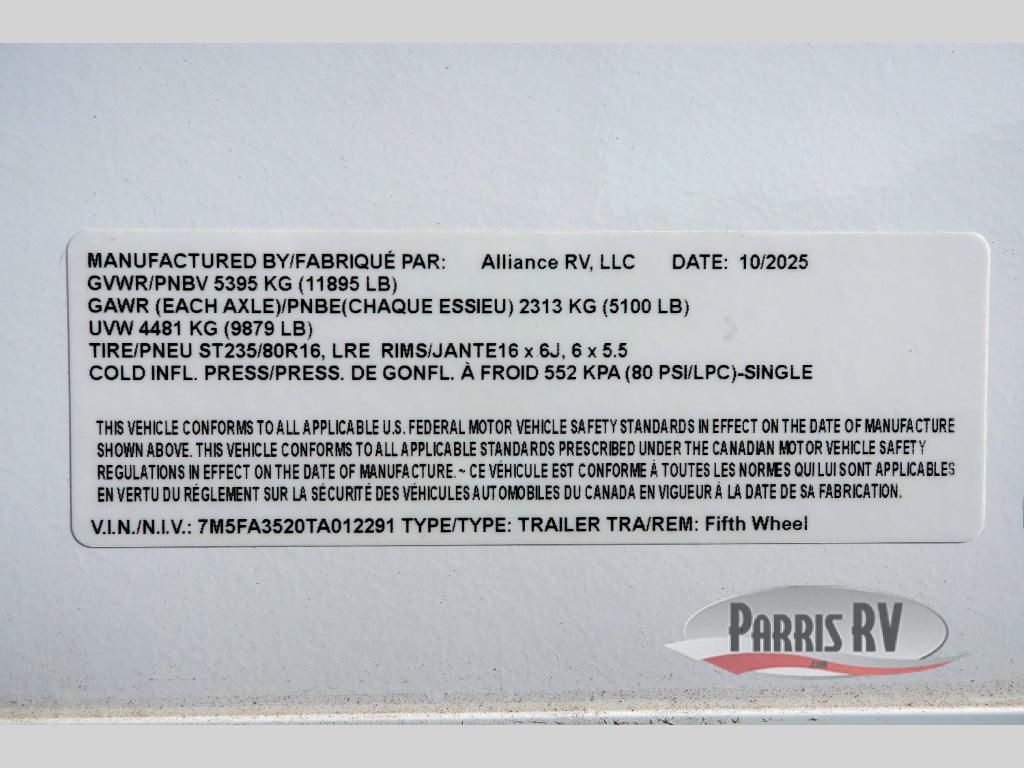 MANUFACTURED BY/FABRIQUÉ PAR: Alliance RV, LLC DATE: 10/2025
GVWR/PNBV 5395 KG (11895 LB)
GAWR (EACH AXLE)/PNBE(CHAQUE ESSIEU) 2313 KG (5100 LB)
UVW 4481 KG (9879 LB)
TIRE/PNEU ST235/80R16, LRE RIMS/JANTE16 x 6J, 6 x 5.5
COLD INFL. PRESS/PRESS. DE GONFL. À FROID 552 KPA (80 PSI/LPC)-SINGLE
THIS VEHICLE CONFORMS TO ALL APPLICABLE U.S. FEDERAL MOTOR VEHICLE SAFETY STANDARDS IN EFFECT ON THE DATE OF MANUFACTURE
SHOWN ABOVE. THIS VEHICLE CONFORMS TO ALL APPLICABLE STANDARDS PRESCRIBED UNDER THE CANADIAN MOTOR VEHICLE SAFETY
REGULATIONS IN EFFECT ON THE DATE OF MANUFACTURE. ~ CE VÉHICULE EST CONFORME À TOUTES LES NORMES QUI LUI SONT APPLICABLES
EN VERTU DU RÉGLEMENT SUR LA SÉCURITÉ DES VÉHICULES AUTOMOBILES DU CANADA EN VIGUEUR À LA DATE DE SA FABRICATION.
V.I.N./N.I.V.: 7M5FA3520TA012291 TYPE/TYPE: TRAILER TRA/REM: Fifth Wheel
PARRIS RV
.com